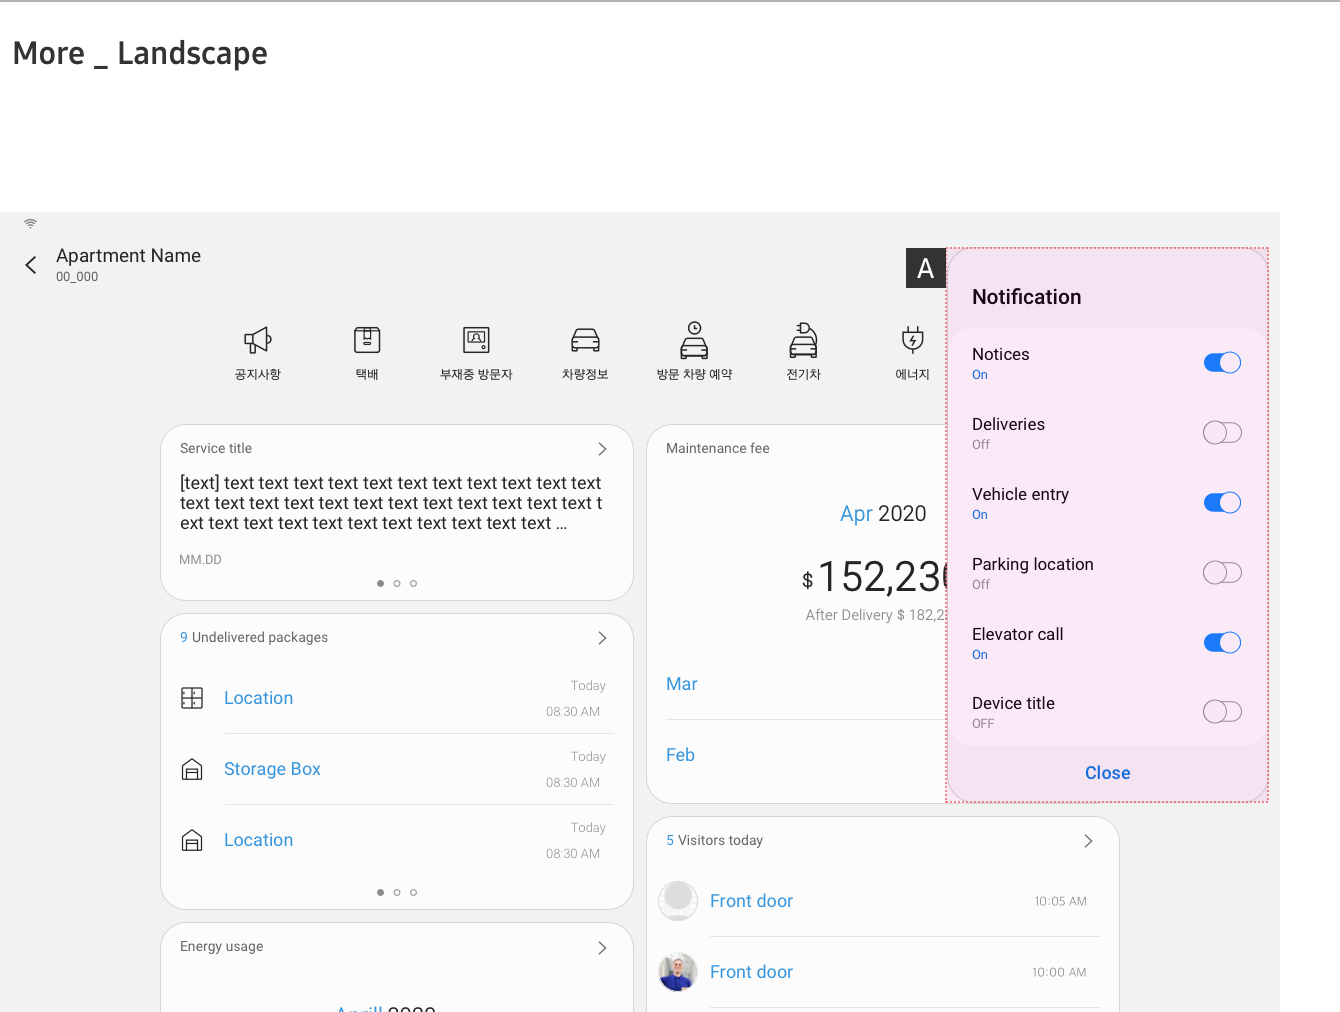 More _ Landscape
Apartment Name
00_000
A
공지사항
택배
부재중 방문자
차량정보
방문 차량 예약
전기차
에너지
Service title
[text] text text text text text text text text text text text
text text text text text text text text text text text text t
ext text text text text text text text text text text ...
MM.DD
9 Undelivered packages
Location
Today
08:30 AM
Storage Box
Today
08:30 AM
Location
Today
08:30 AM
Energy usage
Maintenance fee
Apr 2020
$152,230
After Delivery $ 182,2
Mar
Feb
5 Visitors today
Front door
10:05 AM
Front door
10:00 AM
Notification
Notices
On
Deliveries
Off
Vehicle entry
On
Parking location
Off
Elevator call
On
Device title
OFF
Close